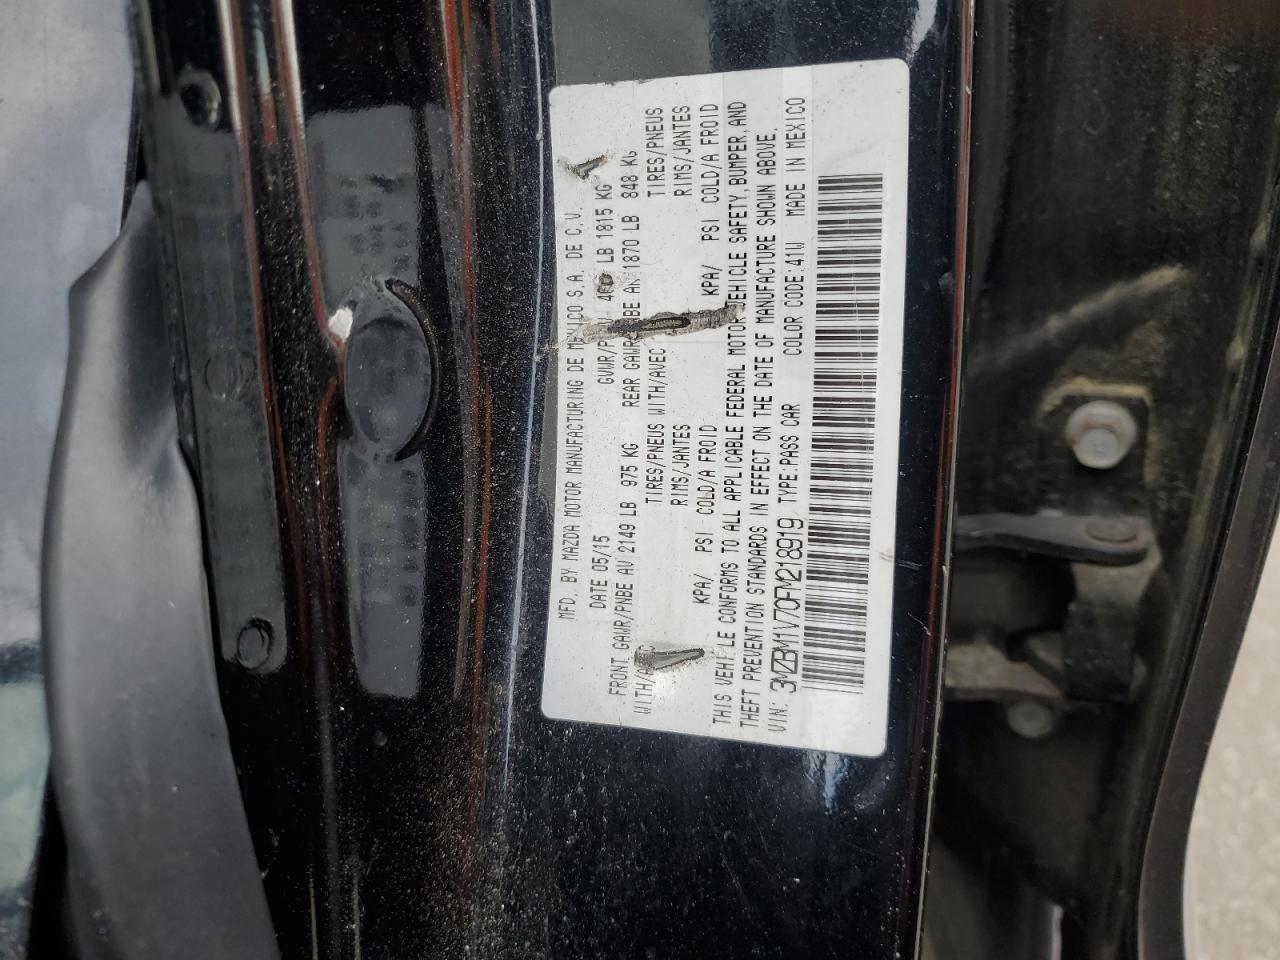 MFD. BY MAZDA MOTOR MANUFACTURING DE MEXICO S.A. DE C.V.
DATE 05/15 GVWR/P LB 1815 KG
FRONT GAWR/PNBE AV 2149 LB 975 KG REAR GAWR BE AR 1870 LB 848 KG
WITH/ TIRES/PNEUS WITH/AVEC TIRES/PNEUS
RIMS/JANTES RIMS/JANTES
KPA/ PSI COLD/A FROID KPA/ PSI COLD/A FROID
THIS VEHICLE CONFORMS TO ALL APPLICABLE FEDERAL MOTOR VEHICLE SAFETY, BUMPER, AND
THEFT PREVENTION STANDARDS IN EFFECT ON THE DATE OF MANUFACTURE SHOWN ABOVE.
VIN: 3MZBM1V70FM218919 TYPE: PASS CAR COLOR CODE: 41W MADE IN MEXICO